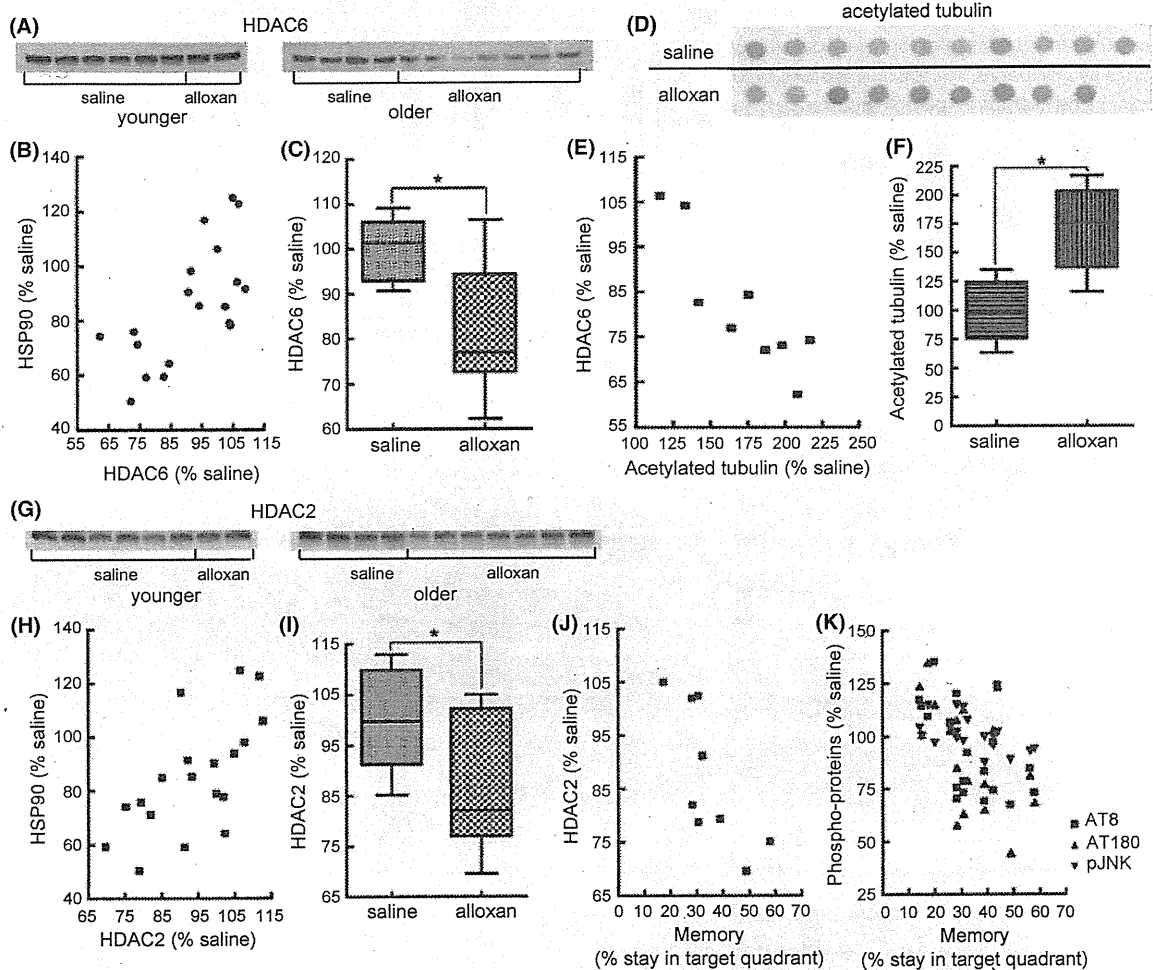 (A)
HDAC6
saline alloxan
younger
saline alloxan
older
(D)
acetylated tubulin
saline
alloxan
(B)
HSP90 (% saline)
140
120
100
80
60
40
55 65 75 85 95 105 115
HDAC6 (% saline)
(C)
HDAC6 (% saline)
120
110
100
90
80
70
60
*
saline alloxan
(E)
HDAC6 (% saline)
115
105
95
85
75
65
55
100 125 150 175 200 225 250
Acetylated tubulin (% saline)
(F)
Acetylated tubulin (% saline)
225
200
175
150
125
100
75
50
25
0
*
saline alloxan
(G)
HDAC2
saline alloxan
younger
saline alloxan
older
(H)
HSP90 (% saline)
140
120
100
80
60
40
65 75 85 95 105 115
HDAC2 (% saline)
(I)
HDAC2 (% saline)
115
105
95
85
75
65
*
saline alloxan
(J)
HDAC2 (% saline)
115
105
95
85
75
65
0 10 20 30 40 50 60 70
Memory
(% stay in target quadrant)
(K)
Phospho-proteins (% saline)
150
125
100
75
50
25
0 10 20 30 40 50 60 70
Memory
(% stay in target quadrant)
AT8
AT180
pJNK